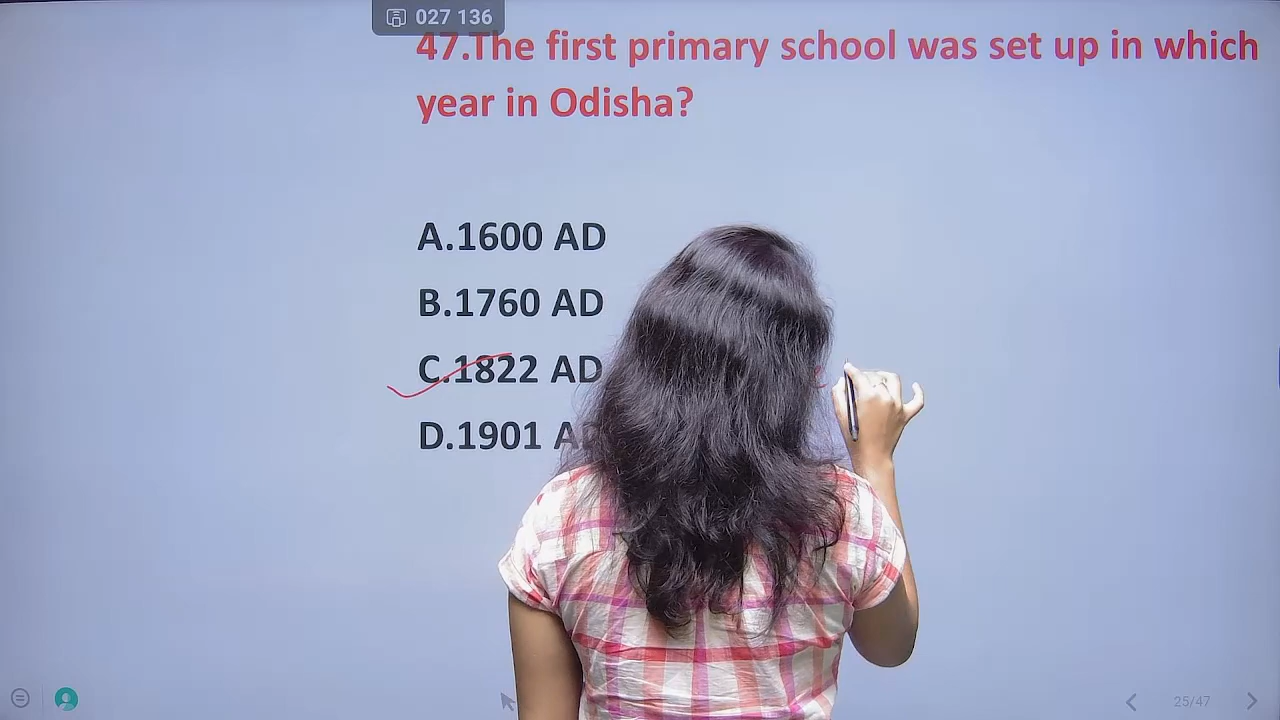 027 136
47.The first primary school was set up in which
year in Odisha?
A.1600 AD
B.1760 AD
C.1822 AD
D.1901 AD
25/47